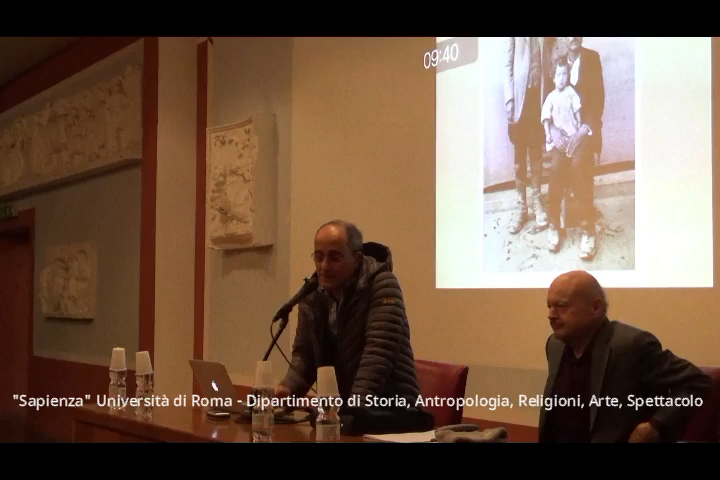 09:40
"Sapienza" Università di Roma - Dipartimento di Storia, Antropologia, Religioni, Arte, Spettacolo